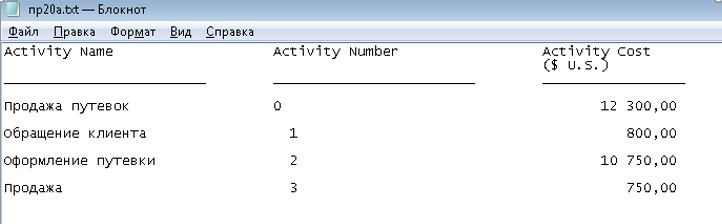 пр20а.txt — Блокнот
Файл Правка Формат Вид Справка
Activity Name Activity Number Activity Cost
($ U.S.)
Продажа путевок 0 12 300,00
Обращение клиента 1 800,00
Оформление путевки 2 10 750,00
Продажа 3 750,00